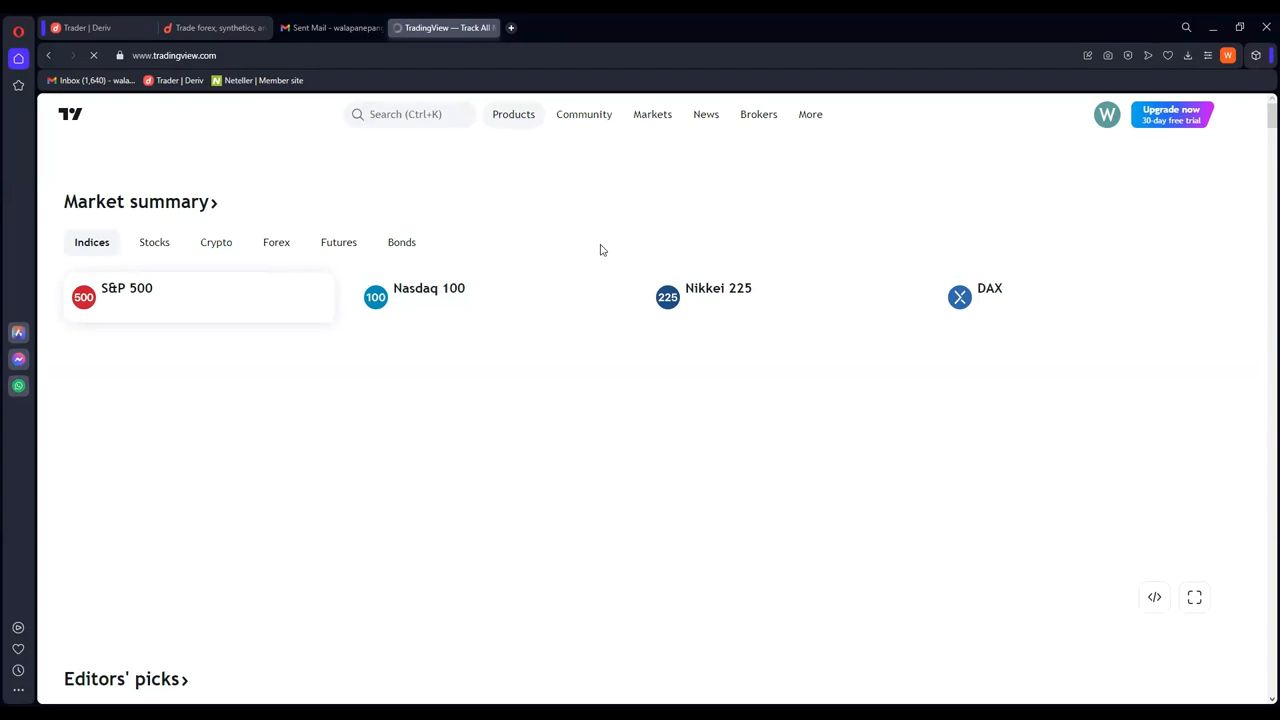 Trader | Deriv
Trade forex, synthetics, an
Sent Mail - walapanepan
TradingView — Track All
www.tradingview.com
W
Inbox (1,640) - wala...
Trader | Deriv
Neteller | Member site
Search (Ctrl+K)
Products
Community
Markets
News
Brokers
More
W
Upgrade now
30-day free trial
Market summary
Indices
Stocks
Crypto
Forex
Futures
Bonds
500
S&P 500
100
Nasdaq 100
225
Nikkei 225
DAX
Editors' picks